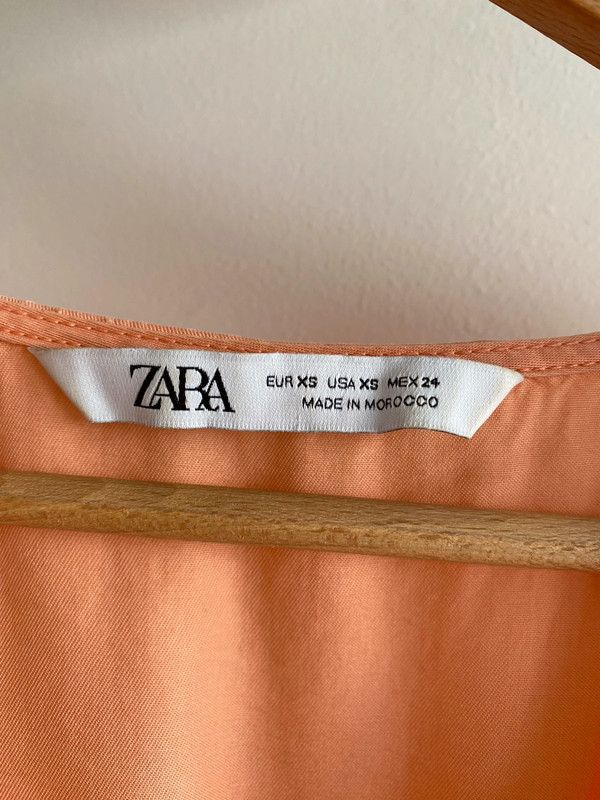 ZARA
EUR XS USA XS MEX 24
MADE IN MOROCCO